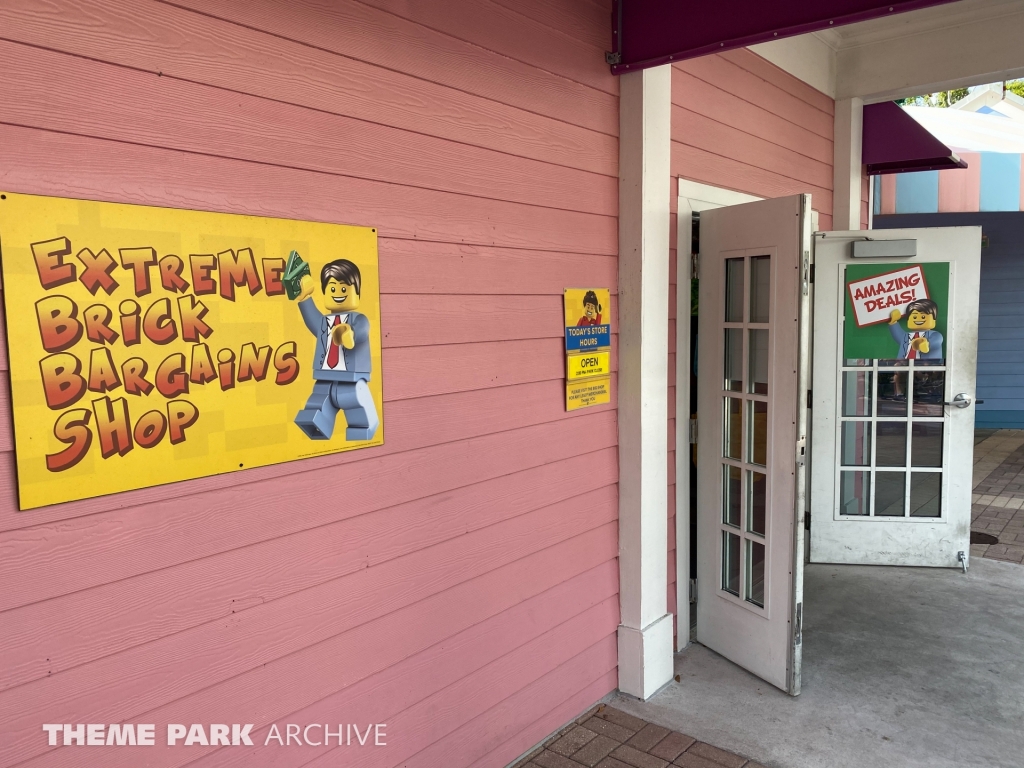 EXTREME
BRICK
BARGAINS
SHOP
TODAY'S STORE
HOURS
OPEN
AMAZING
DEALS!
THEME PARK ARCHIVE